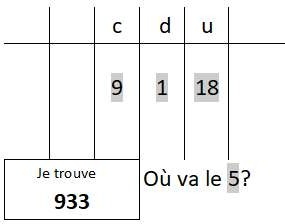 c d u
9 1 18
Je trouve
933
Où va le 5?